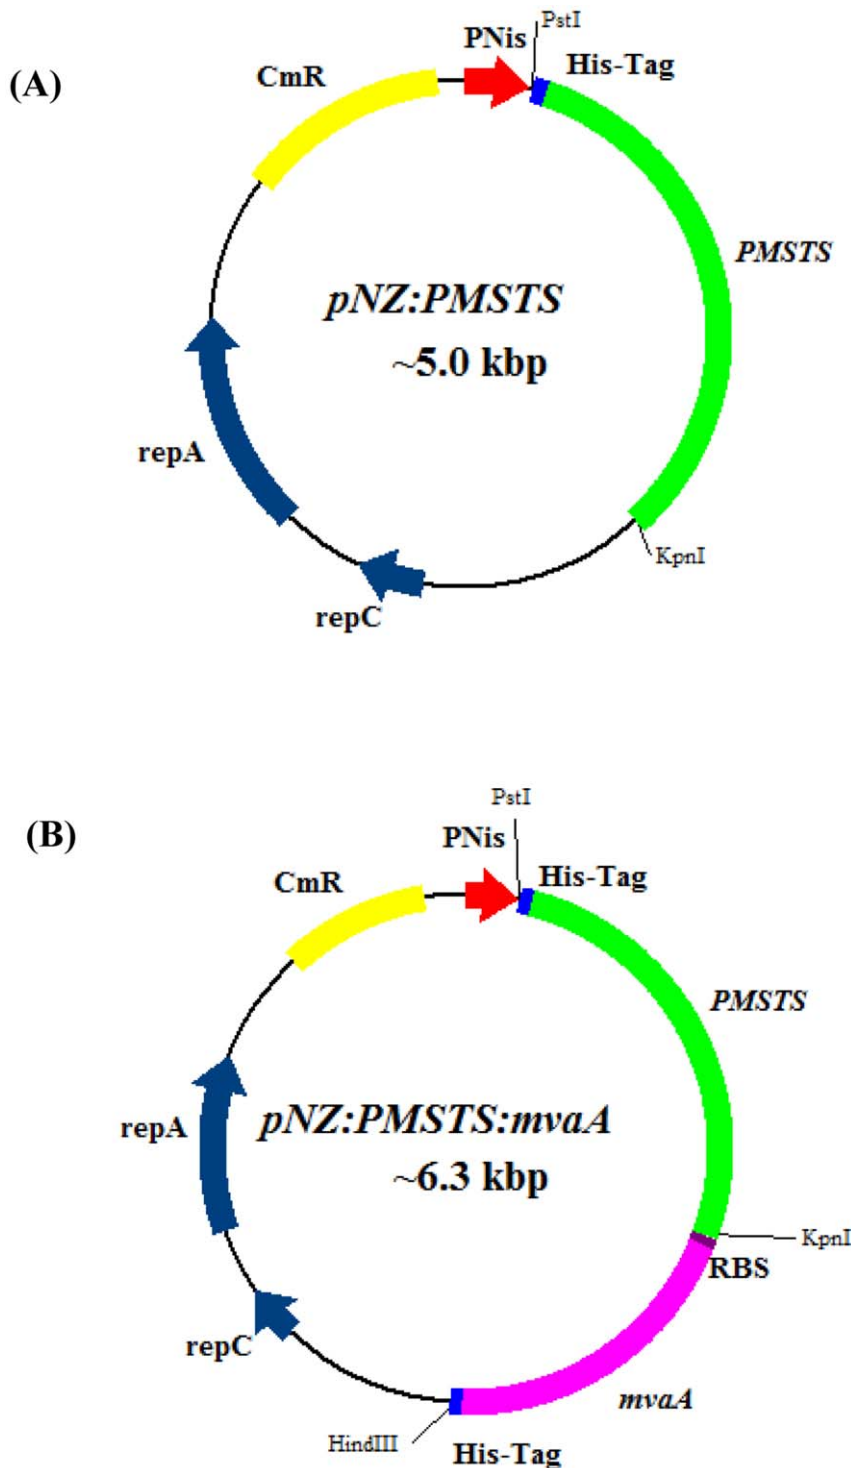 (A)
PNis
PstI
His-Tag
CmR
PMSTS
pNZ:PMSTS
~5.0 kbp
repA
KpnI
repC
(B)
PstI
PNis
His-Tag
CmR
PMSTS
pNZ:PMSTS:mvaA
~6.3 kbp
repA
KpnI
RBS
repC
mvaA
HindIII
His-Tag